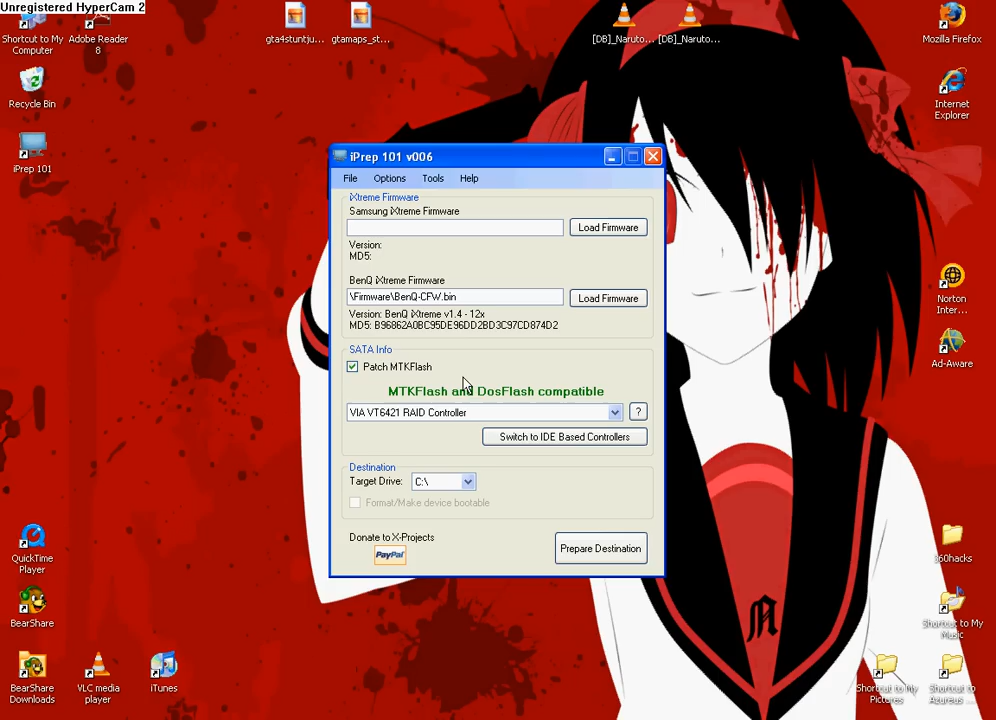 Unregistered HyperCam 2
Shortcut to My
Computer
Adobe Reader
8
gta4stuntju...
gtamaps_st...
[DB]_Naruto...
[DB]_Naruto...
Mozilla Firefox
Recycle Bin
Internet
Explorer
iPrep 101
iPrep 101 v006
File
Options
Tools
Help
iXtreme Firmware
Samsung iXtreme Firmware
Load Firmware
Version:
MD5:
BenQ iXtreme Firmware
\Firmware\BenQ-CFW.bin
Load Firmware
Version: BenQ iXtreme v1.4 - 12x
MD5: B96862A0BC95DE96DD2BD3C97CD874D2
SATA Info
Patch MTKFlash
MTKFlash and DosFlash compatible
VIA VT6421 RAID Controller
?
Switch to IDE Based Controllers
Destination
Target Drive:
C:\
Format/Make device bootable
Donate to X-Projects
PayPal
Prepare Destination
Norton
Inter...
Ad-Aware
QuickTime
Player
360hacks
BearShare
Shortcut to My
Music
BearShare
Downloads
VLC media
player
iTunes
Shortcut to My
Pictures
Shortcut to
Azureus ...